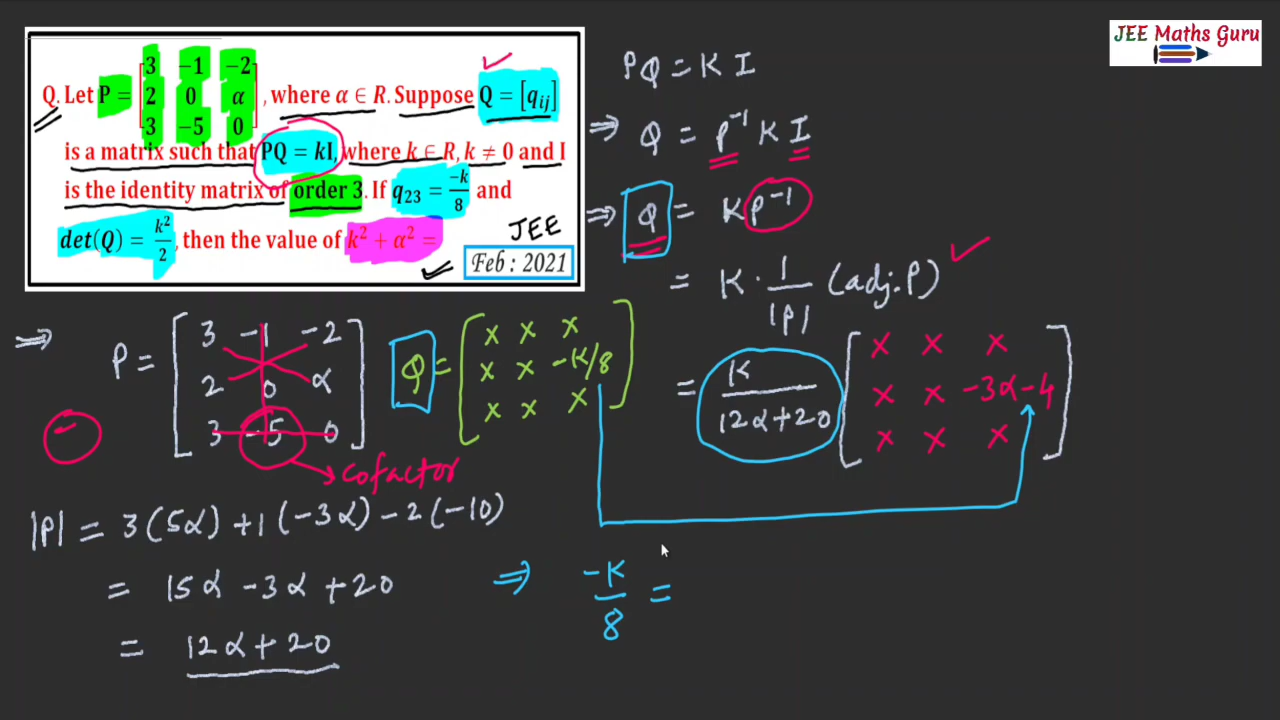 JEE Maths Guru
Q. Let P = [3 −1 −2
2 0 α
3 −5 0], where α ∈ R. Suppose Q = [q_ij]
is a matrix such that PQ = kI, where k ∈ R, k ≠ 0 and I
is the identity matrix of order 3. If q₂₃ = −k/8 and
det(Q) = k²/2, then the value of k² + α² =
JEE
Feb : 2021
PQ = K I
⇒ Q = P⁻¹ K I
⇒ Q = K P⁻¹
= K · 1/|P| (adj. P)
= K/(12α+20) [x x x
x x −3α−4
x x x]
⇒ P = [3 −1 −2
2 0 α
3 −5 0]
Q = [x x x
x x −K/8
x x x]
−
cofactor
|P| = 3(5α) +1(−3α) −2(−10)
= 15α −3α +20
= 12α + 20
⇒ −K/8 =